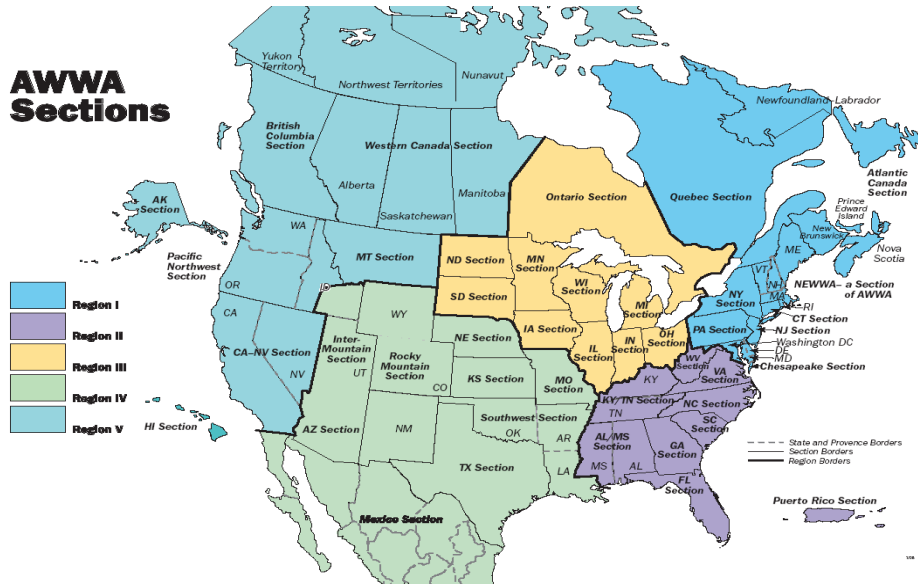 AWWA
Sections
Yukon
Territory
Northwest Territories
Nunavut
Newfoundland-Labrador
British
Columbia
Section
Western Canada Section
Alberta
Saskatchewan
Manitoba
Ontario Section
Quebec Section
Atlantic
Canada
Section
Prince
Edward
Island
New
Brunswick
Nova
Scotia
AK
Section
Pacific
Northwest
Section
WA
OR
ID
MT Section
ND Section
SD Section
MN
Section
WI
Section
MI
Section
IA Section
IL
Section
IN
Section
OH
Section
ME
VT
NH
MA
RI
NEWWA– a Section
of AWWA
NY
Section
CT Section
PA Section
NJ Section
Washington DC
DE
MD
Chesapeake Section
Region I
Region II
Region III
Region IV
Region V
CA
CA–NV Section
NV
Inter-
Mountain
Section
UT
WY
Rocky
Mountain
Section
CO
NE Section
KS Section
MO
Section
WV
Section
VA
Section
KY
KY/TN Section
TN
NC Section
SC
Section
HI Section
AZ Section
NM
Southwest Section
OK
AR
LA
TX Section
AL/MS
Section
MS
AL
GA
Section
FL
Section
Mexico Section
Puerto Rico Section
State and Province Borders
Section Borders
Region Borders